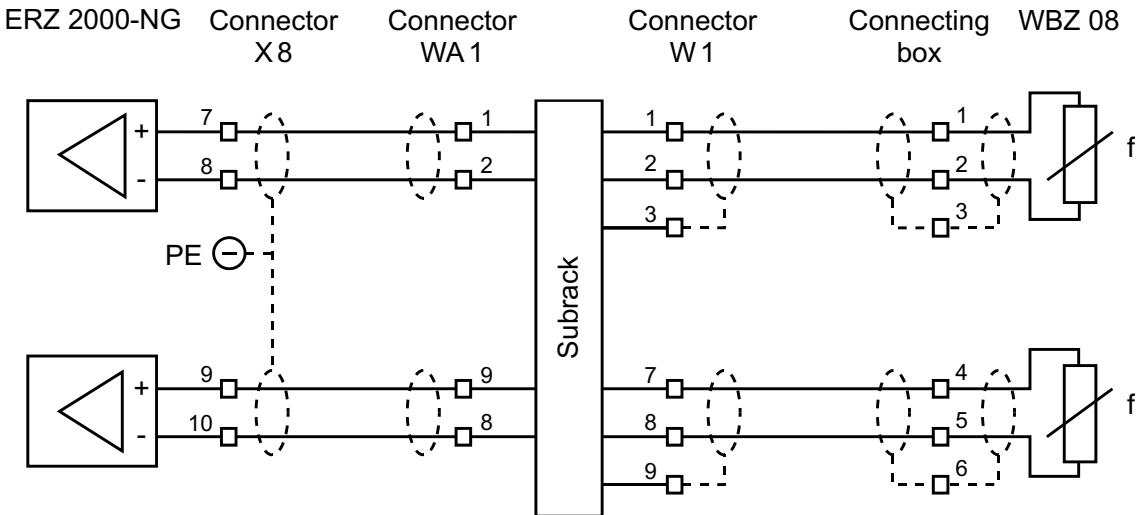 ERZ 2000-NG Connector X 8 Connector WA 1 Connector W 1 Connecting box WBZ 08
+ 7 1 1 1
- 8 2 2 2 f
3 3
PE
Subrack
+ 9 9 7 4
- 10 8 8 5 f
9 6